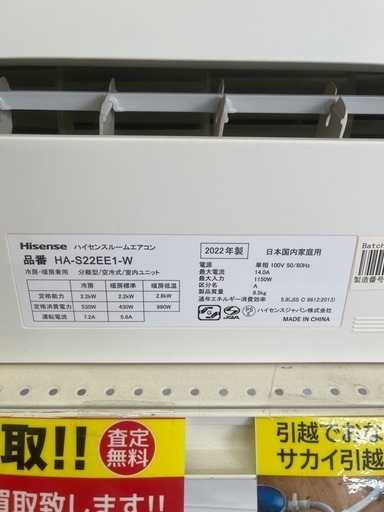 Hisense ハイセンスルームエアコン
品番 HA-S22EE1-W
冷房・暖房兼用 分離型/空冷式/室内ユニット
冷房 暖房標準 暖房低温
定格能力 2.2kW 2.2kW 2.8kW
定格消費電力 530W 430W 980W
運転電流 7.2A 5.6A
2022年製 日本国内家庭用
電源 単相 100V 50/60Hz
最大電流 14.0A
最大入力 1150W
区分名 A
製品質量 8.5kg
通年エネルギー消費効率 5.8(JIS C 9612:2013)
PS E JQA ハイセンスジャパン株式会社
MADE IN CHINA
Batch
製造番号
取!! 査定無料
買取致します!!
引越でおな
サカイ引越